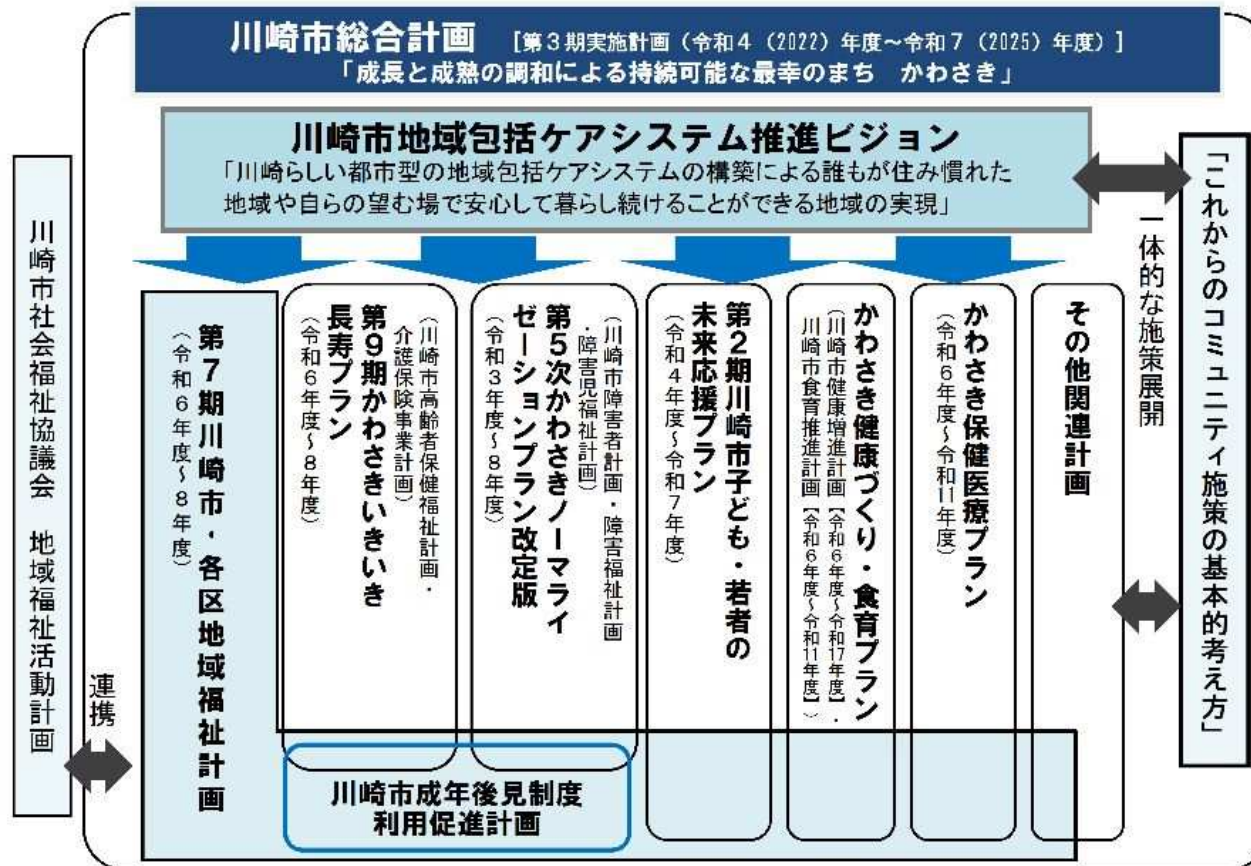 川崎市総合計画 [第3期実施計画（令和4（2022）年度～令和7（2025）年度）]
「成長と成熟の調和による持続可能な最幸のまち　かわさき」
川崎市地域包括ケアシステム推進ビジョン
「川崎らしい都市型の地域包括ケアシステムの構築による誰もが住み慣れた
地域や自らの望む場で安心して暮らし続けることができる地域の実現」
「これからのコミュニティ施策の基本的考え方」
一体的な施策展開
その他関連計画
かわさき保健医療プラン
（令和6年度～令和11年度）
かわさき健康づくり・食育プラン
（川崎市健康増進計画【令和6年度～令和17年度】・
川崎市食育推進計画【令和6年度～令和11年度】）
第2期川崎市子ども・若者の
未来応援プラン
（令和4年度～令和7年度）
（川崎市障害者計画・障害福祉計画
・障害児福祉計画）
第5次かわさきノーマライ
ゼーションプラン改定版
（令和3年度～8年度）
（川崎市高齢者保健福祉計画・
介護保険事業計画）
第9期かわさきいきいき
長寿プラン
（令和6年度～8年度）
第7期川崎市・各区地域福祉計画
（令和6年度～8年度）
川崎市成年後見制度
利用促進計画
連携
川崎市社会福祉協議会　地域福祉活動計画